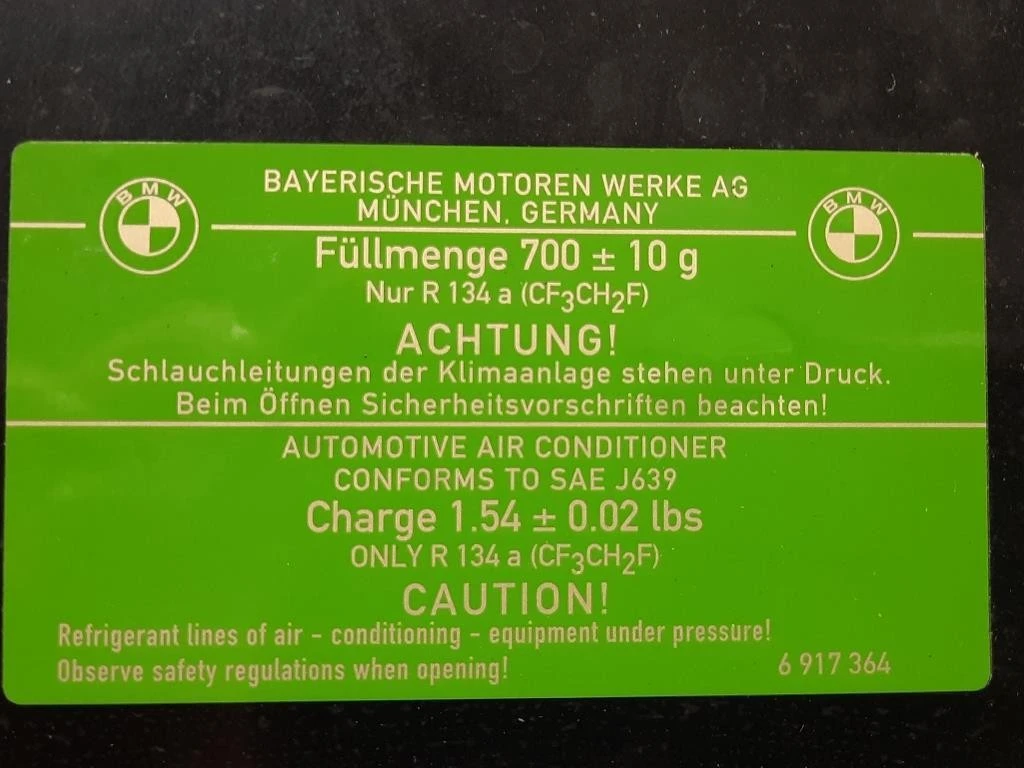 BMW
BMW
BAYERISCHE MOTOREN WERKE AG
MÜNCHEN, GERMANY
Füllmenge 700 ± 10 g
Nur R 134 a (CF₃CH₂F)
ACHTUNG!
Schlauchleitungen der Klimaanlage stehen unter Druck.
Beim Öffnen Sicherheitsvorschriften beachten!
AUTOMOTIVE AIR CONDITIONER
CONFORMS TO SAE J639
Charge 1.54 ± 0.02 lbs
ONLY R 134 a (CF₃CH₂F)
CAUTION!
Refrigerant lines of air - conditioning - equipment under pressure!
Observe safety regulations when opening!
6 917 364